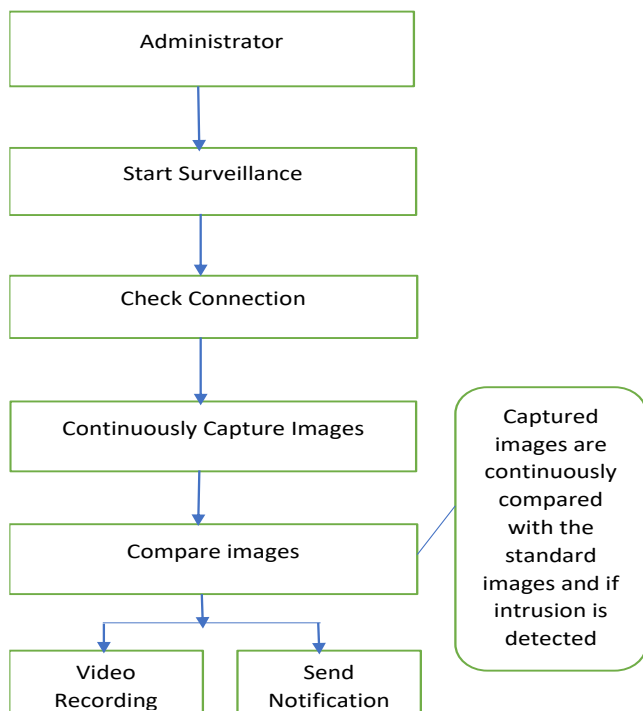 Administrator
Start Surveillance
Check Connection
Continuously Capture Images
Compare images
Captured
images are
continuously
compared
with the
standard
images and if
intrusion is
detected
Video
Recording
Send
Notification